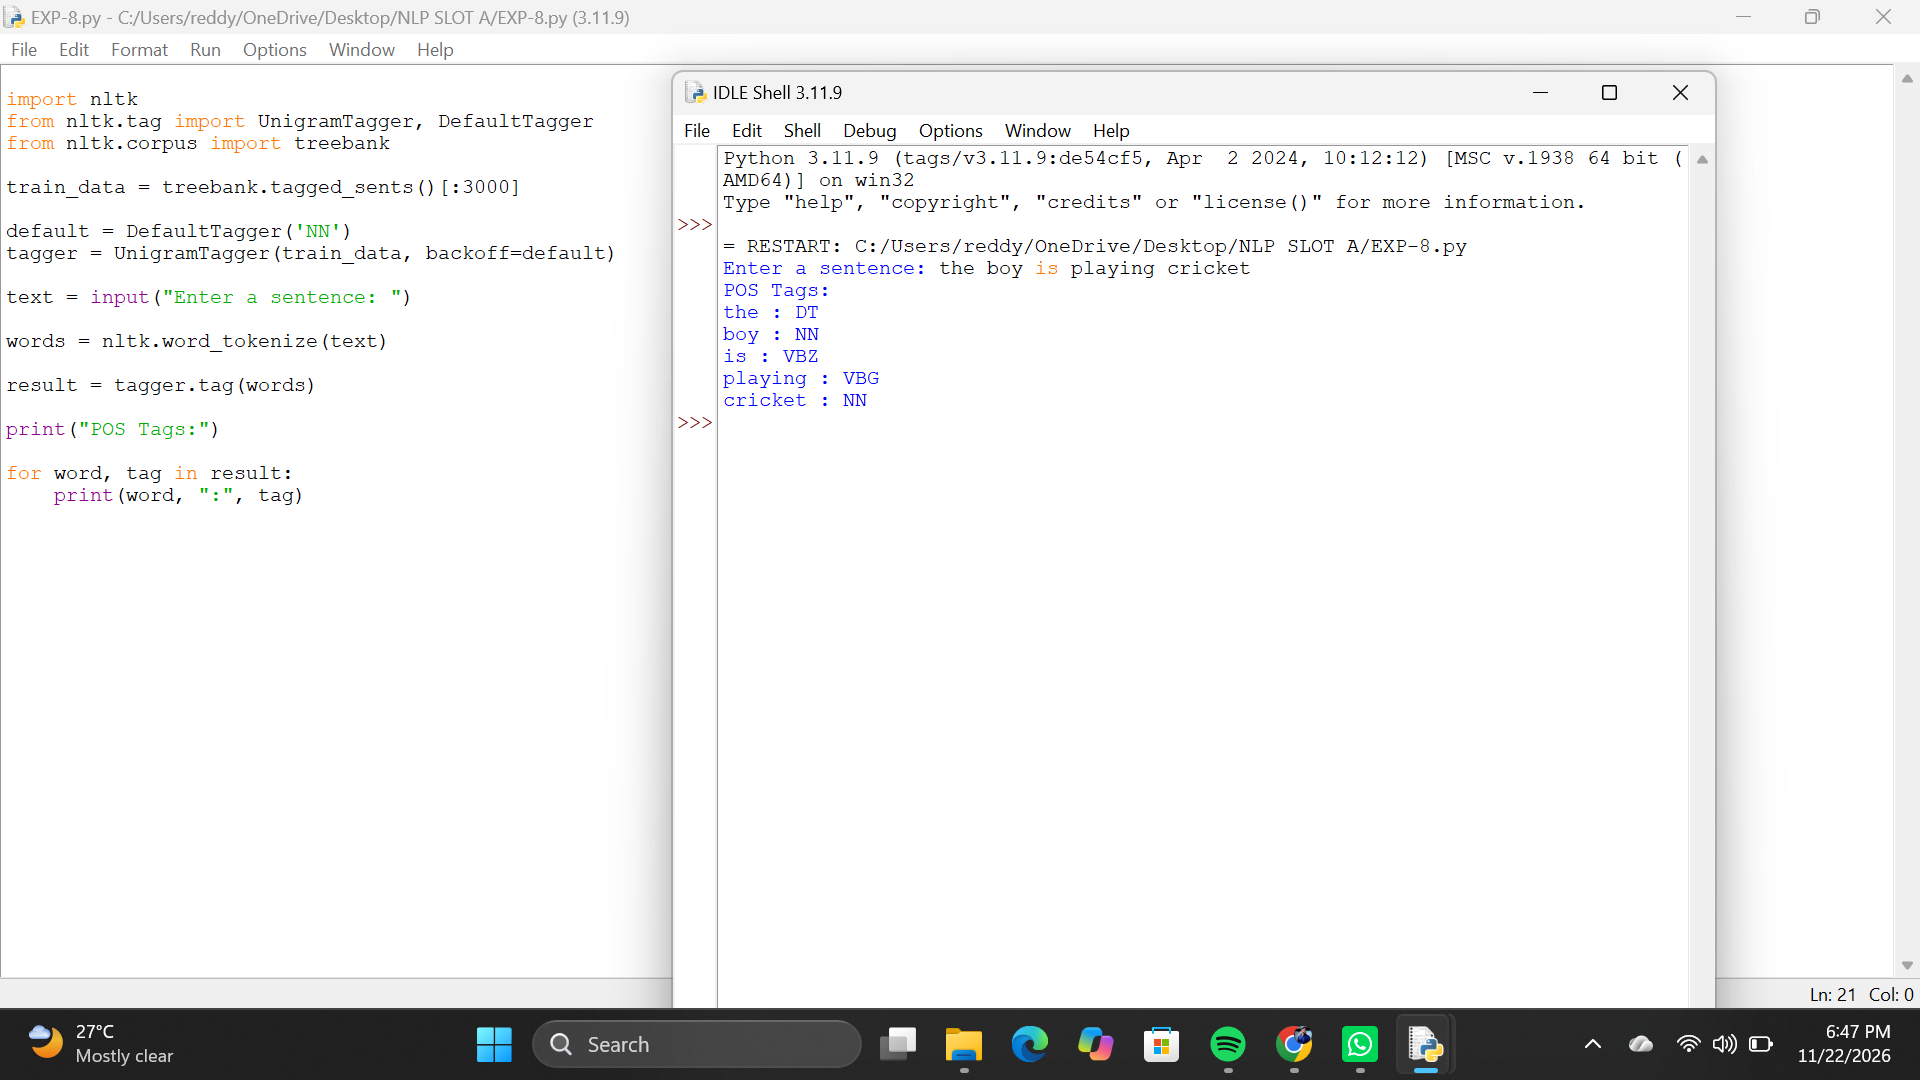 EXP-8.py - C:/Users/reddy/OneDrive/Desktop/NLP SLOT A/EXP-8.py (3.11.9)
File Edit Format Run Options Window Help
import nltk
from nltk.tag import UnigramTagger, DefaultTagger
from nltk.corpus import treebank
train_data = treebank.tagged_sents()[:3000]
default = DefaultTagger('NN')
tagger = UnigramTagger(train_data, backoff=default)
text = input("Enter a sentence: ")
words = nltk.word_tokenize(text)
result = tagger.tag(words)
print("POS Tags:")
for word, tag in result:
    print(word, ":", tag)
IDLE Shell 3.11.9
File Edit Shell Debug Options Window Help
Python 3.11.9 (tags/v3.11.9:de54cf5, Apr  2 2024, 10:12:12) [MSC v.1938 64 bit (
AMD64)] on win32
Type "help", "copyright", "credits" or "license()" for more information.
>>>
= RESTART: C:/Users/reddy/OneDrive/Desktop/NLP SLOT A/EXP-8.py
Enter a sentence: the boy is playing cricket
POS Tags:
the : DT
boy : NN
is : VBZ
playing : VBG
cricket : NN
>>>
Ln: 21 Col: 0
27°C
Mostly clear
Search
6:47 PM
11/22/2026